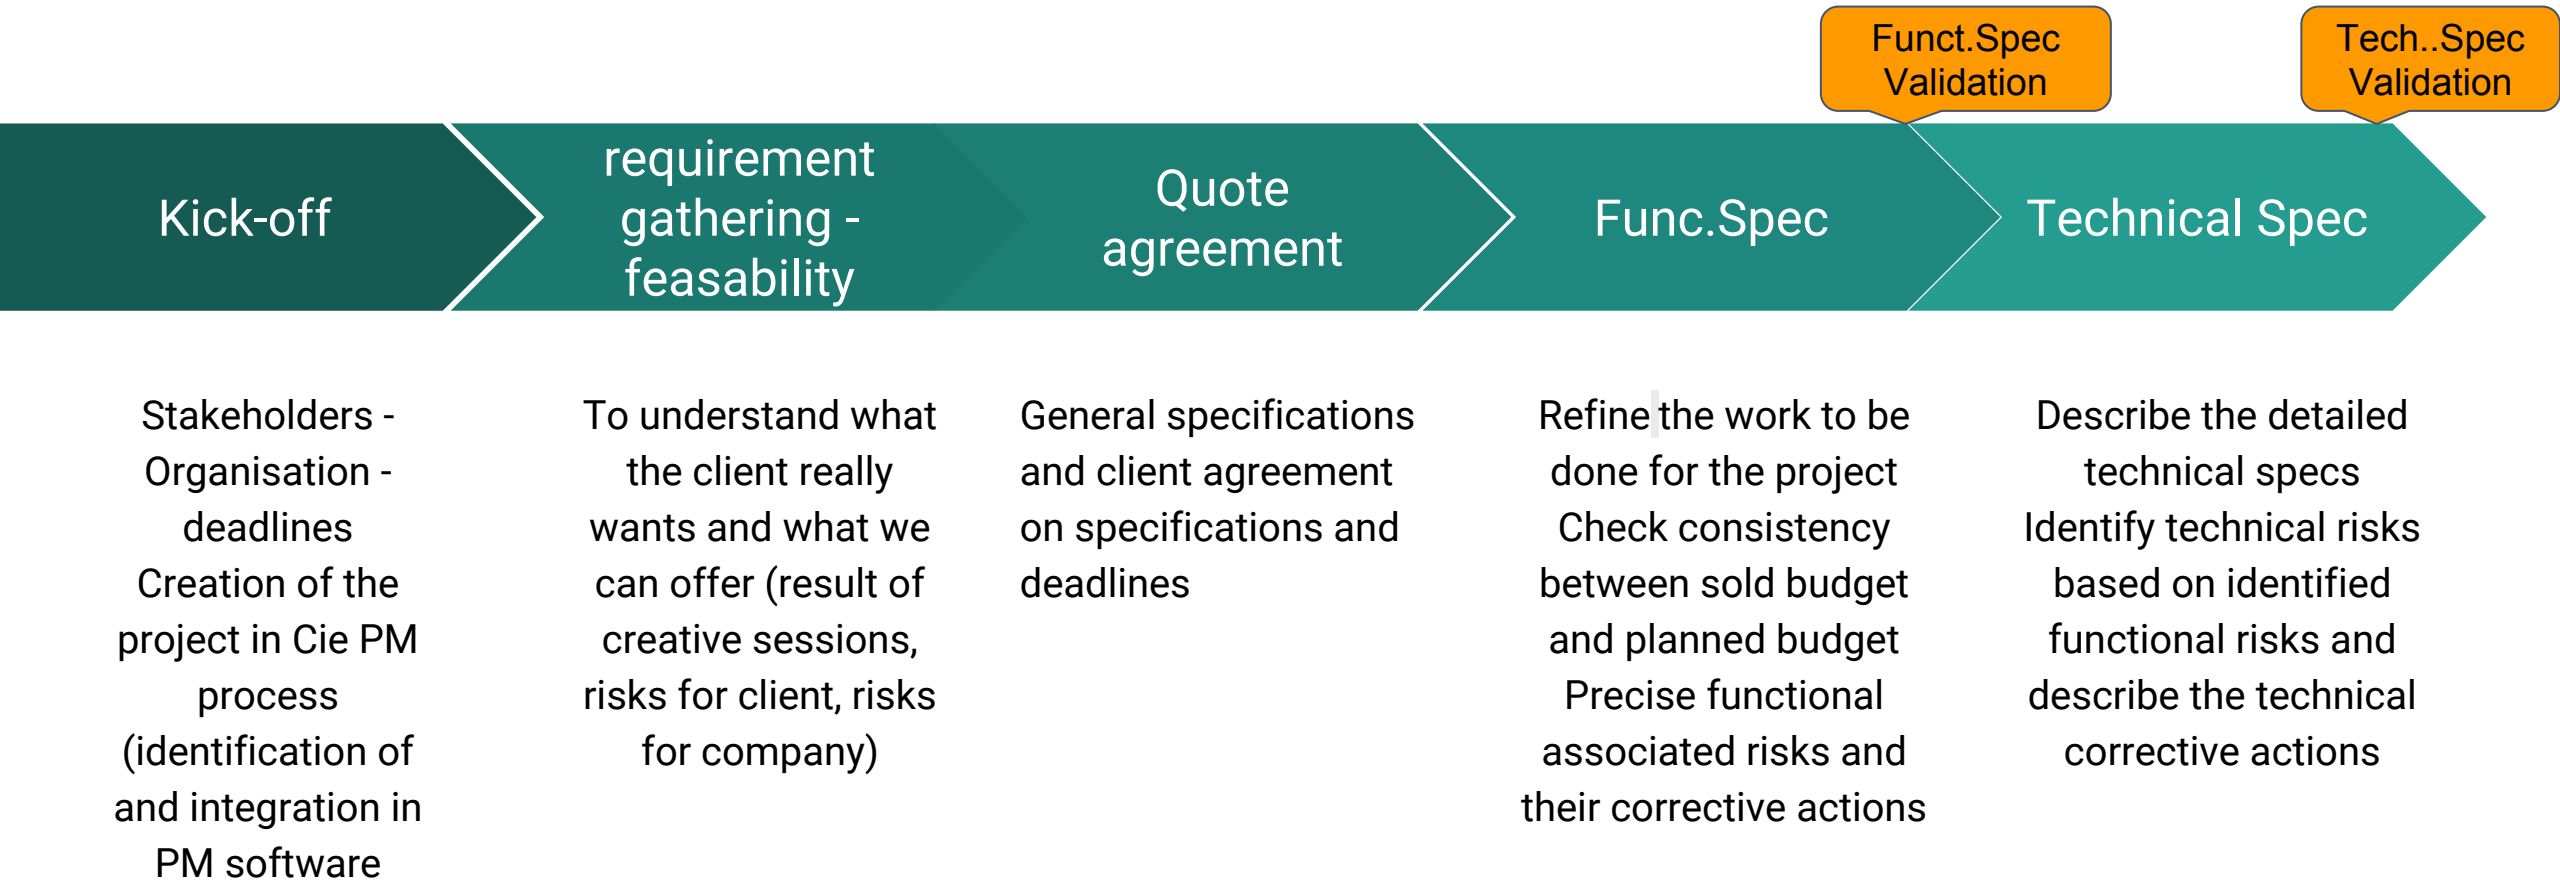 Funct.Spec
Validation
Tech..Spec
Validation
Kick-off
requirement
gathering -
feasability
Quote
agreement
Func.Spec
Technical Spec
Stakeholders -
Organisation -
deadlines
Creation of the
project in Cie PM
process
(identification of
and integration in
PM software
To understand what
the client really
wants and what we
can offer (result of
creative sessions,
risks for client, risks
for company)
General specifications
and client agreement
on specifications and
deadlines
Refine the work to be
done for the project
Check consistency
between sold budget
and planned budget
Precise functional
associated risks and
their corrective actions
Describe the detailed
technical specs
Identify technical risks
based on identified
functional risks and
describe the technical
corrective actions